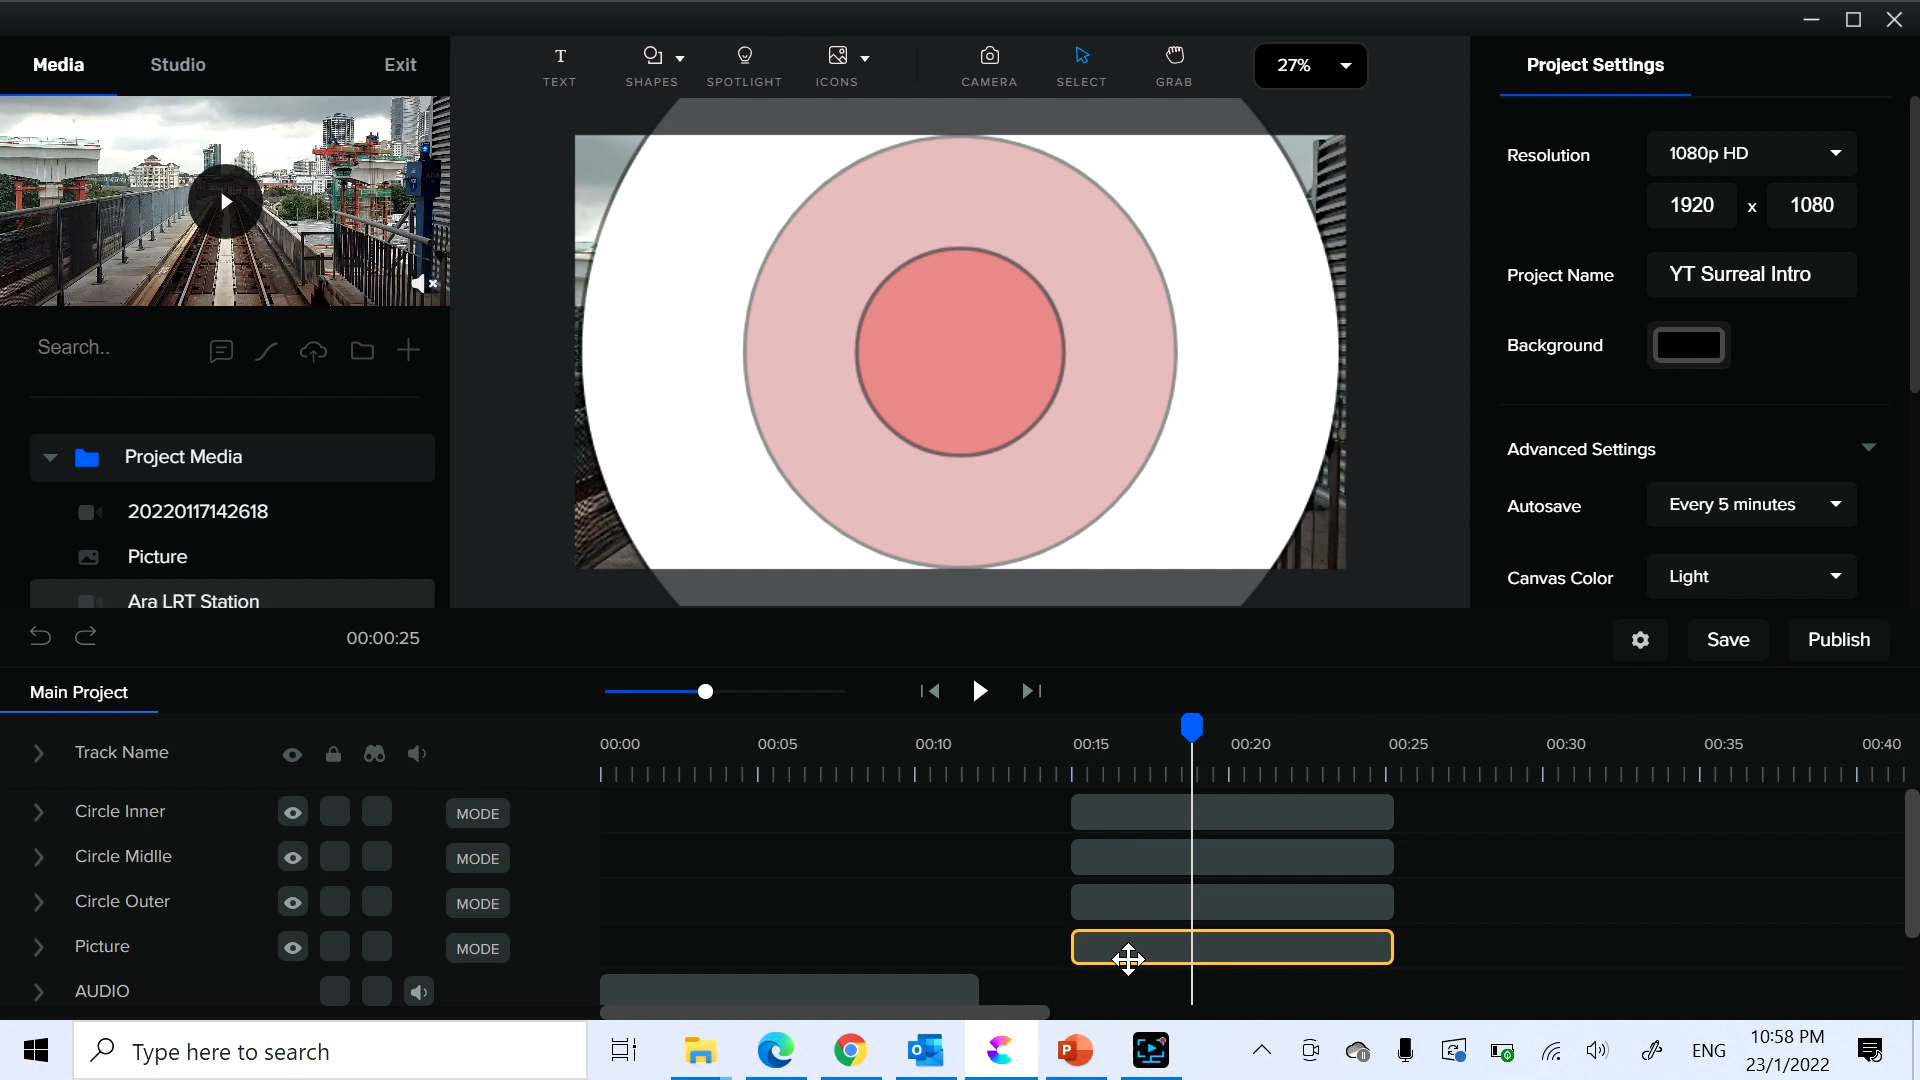 Media Studio Exit
TEXT SHAPES SPOTLIGHT ICONS CAMERA SELECT GRAB 27%
Project Settings
Resolution 1080p HD
1920 x 1080
Project Name YT Surreal Intro
Background
Search..
Advanced Settings
Autosave Every 5 minutes
Canvas Color Light
Project Media
20220117142618
Picture
Ara LRT Station
00:00:25
Save Publish
Main Project
Track Name
00:00 00:05 00:10 00:15 00:20 00:25 00:30 00:35 00:40
Circle Inner MODE
Circle Midlle MODE
Circle Outer MODE
Picture MODE
AUDIO
Type here to search
ENG
10:58 PM
23/1/2022